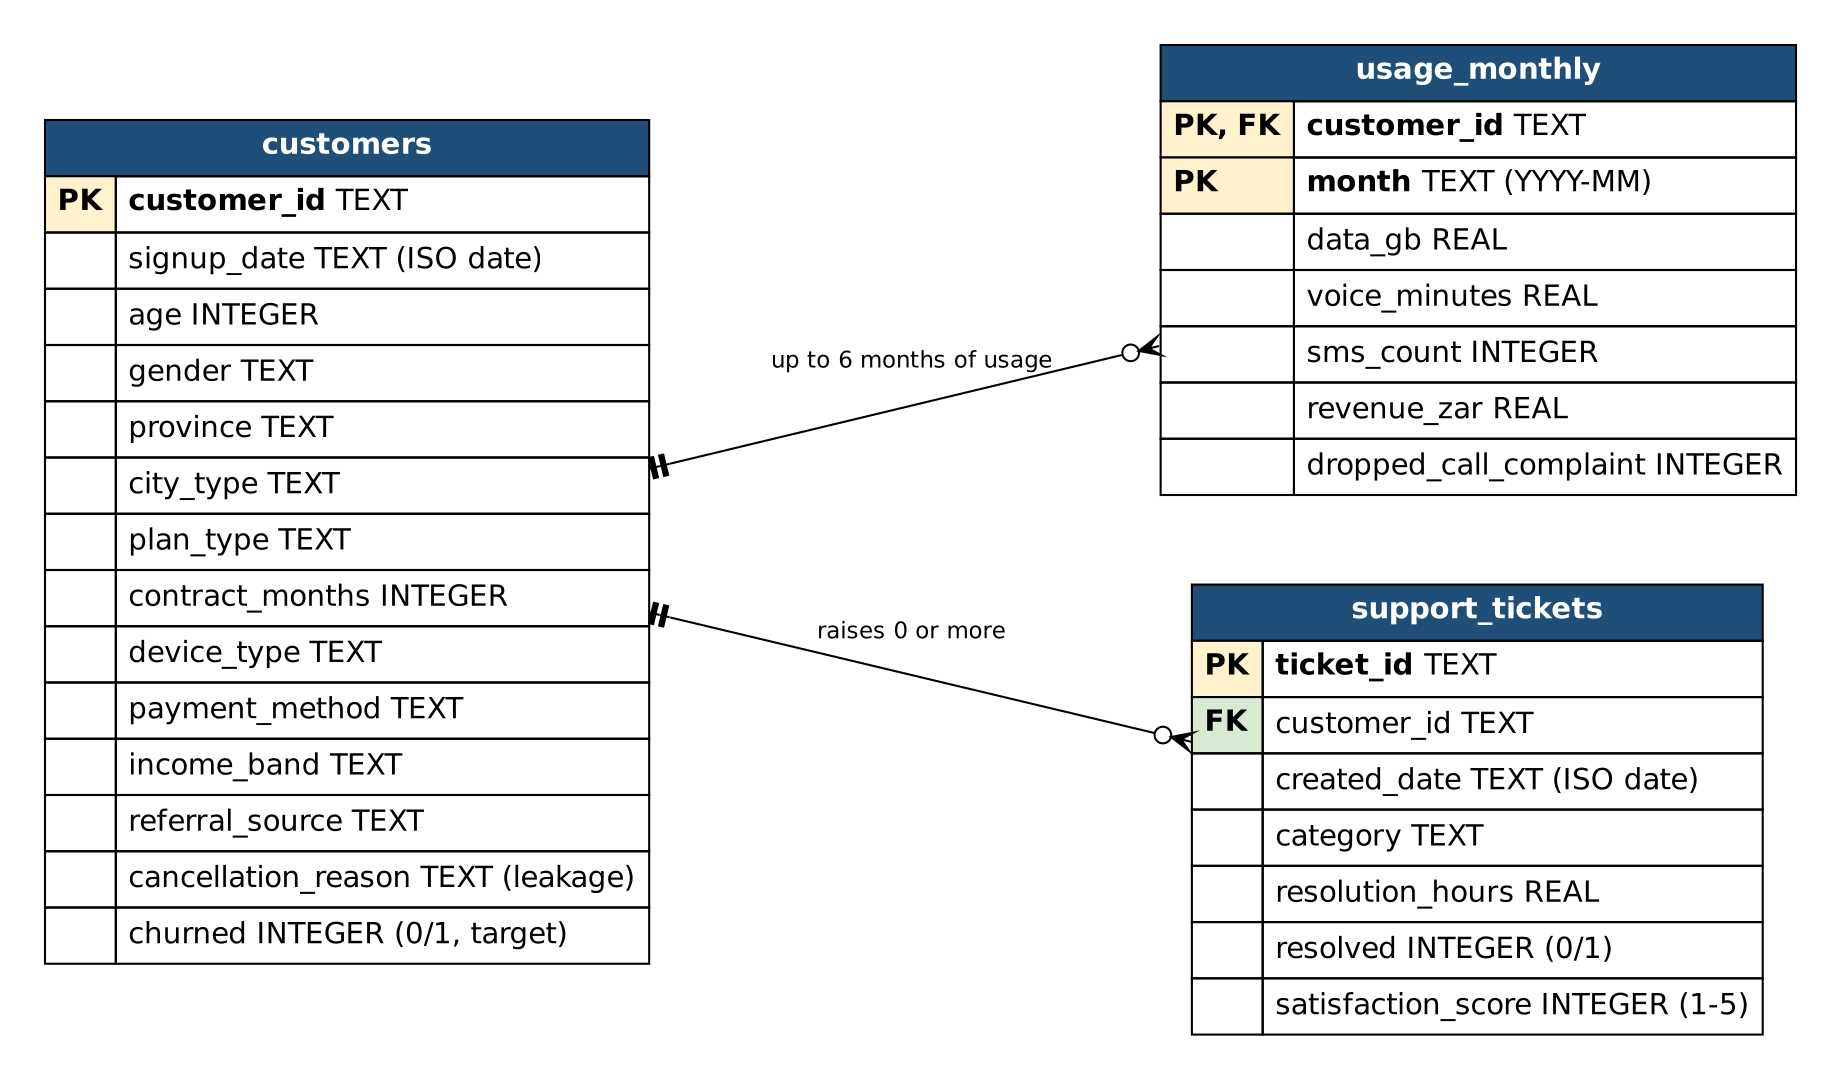 customers
PK customer_id TEXT
signup_date TEXT (ISO date)
age INTEGER
gender TEXT
province TEXT
city_type TEXT
plan_type TEXT
contract_months INTEGER
device_type TEXT
payment_method TEXT
income_band TEXT
referral_source TEXT
cancellation_reason TEXT (leakage)
churned INTEGER (0/1, target)
up to 6 months of usage
raises 0 or more
usage_monthly
PK, FK customer_id TEXT
PK month TEXT (YYYY-MM)
data_gb REAL
voice_minutes REAL
sms_count INTEGER
revenue_zar REAL
dropped_call_complaint INTEGER
support_tickets
PK ticket_id TEXT
FK customer_id TEXT
created_date TEXT (ISO date)
category TEXT
resolution_hours REAL
resolved INTEGER (0/1)
satisfaction_score INTEGER (1-5)